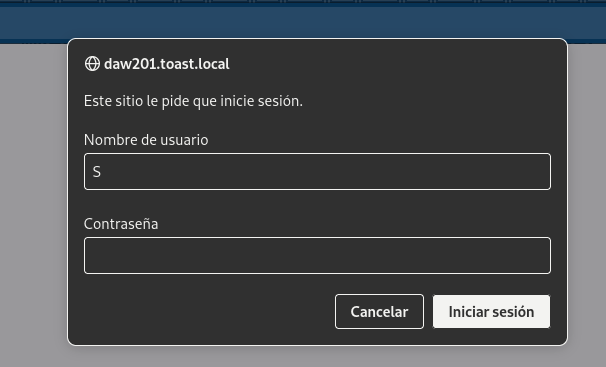 daw201.toast.local
Este sitio le pide que inicie sesión.
Nombre de usuario
S
Contraseña
Cancelar
Iniciar sesión